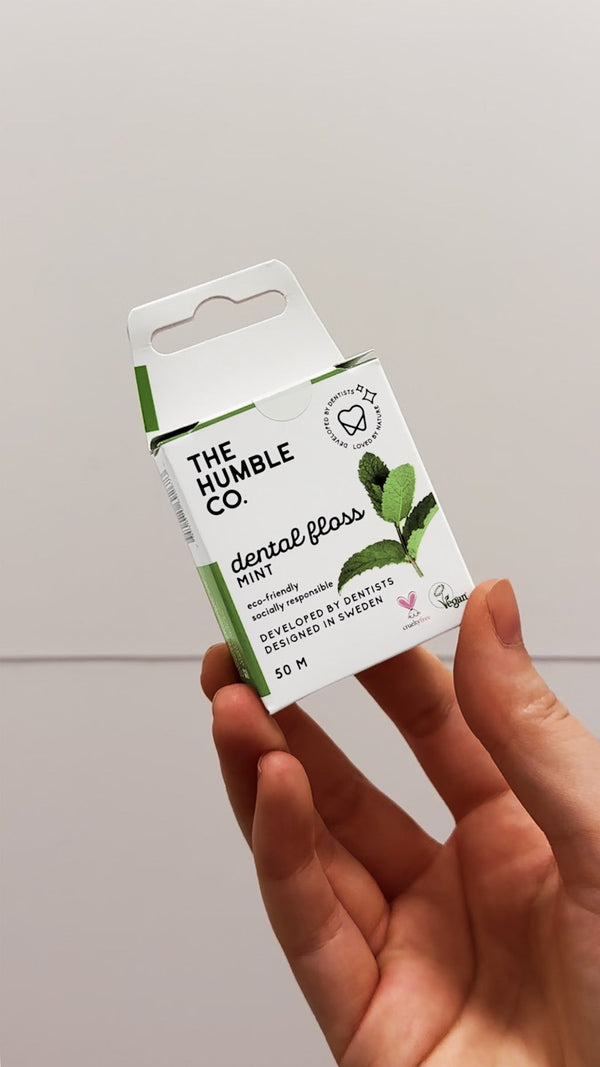 DEVELOPED BY DENTISTS
LOVED BY NATURE
THE
HUMBLE
CO.
dental floss
MINT
eco-friendly
socially responsible
DEVELOPED BY DENTISTS
DESIGNED IN SWEDEN
50 M
crueltyfree
Vegan